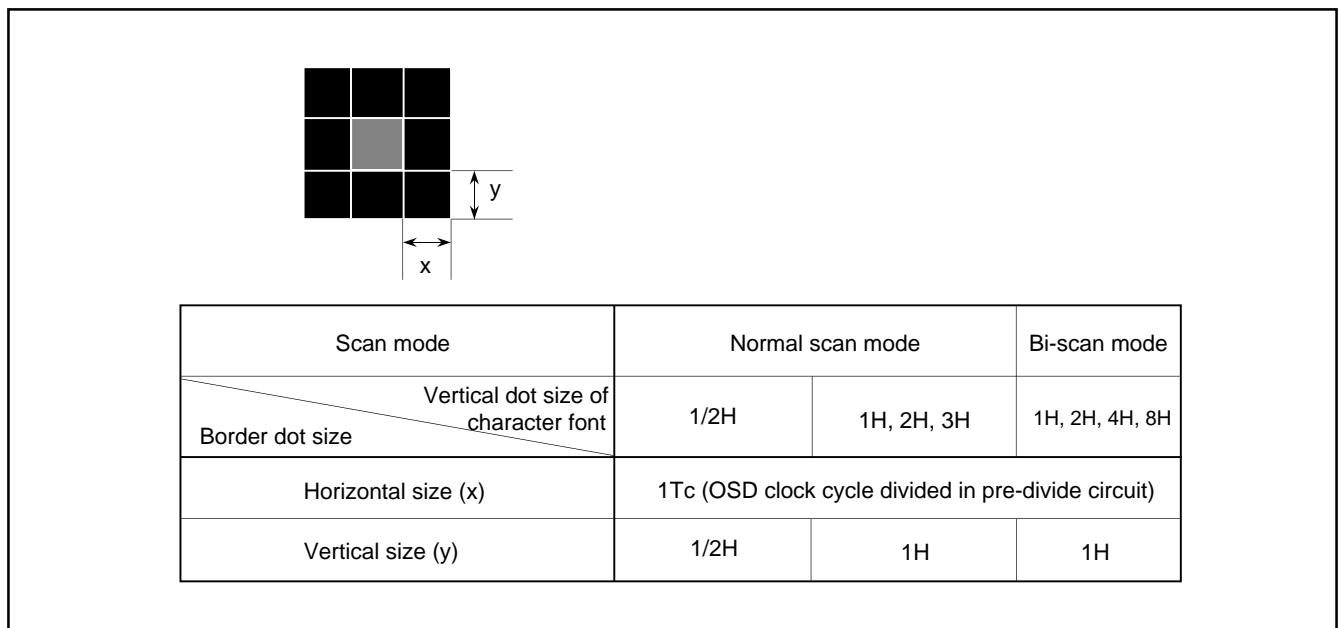 y
x
Scan mode
Normal scan mode
Bi-scan mode
Vertical dot size of
character font
Border dot size
1/2H
1H, 2H, 3H
1H, 2H, 4H, 8H
Horizontal size (x)
1Tc (OSD clock cycle divided in pre-divide circuit)
Vertical size (y)
1/2H
1H
1H